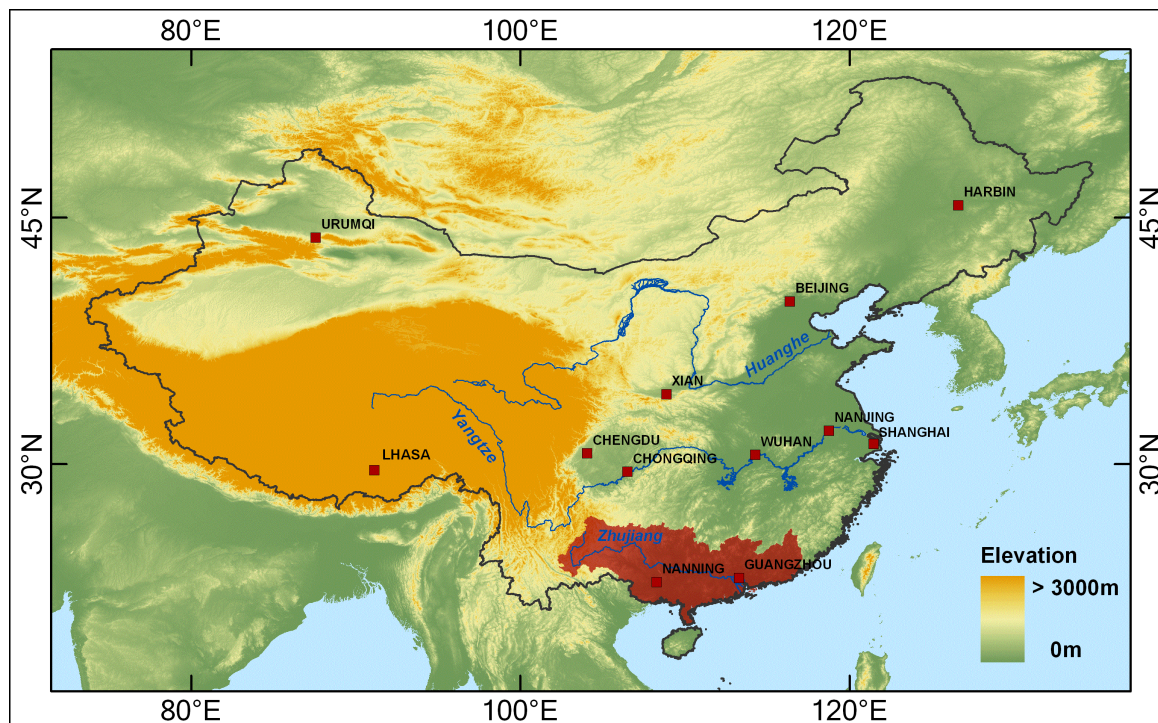 80°E 100°E 120°E
45°N
45°N
HARBIN
URUMQI
BEIJING
Huanghe
XIAN
Yangtze
NANJING
SHANGHAI
CHENGDU
WUHAN
LHASA
CHONGQING
30°N
30°N
Zhujiang
NANNING
GUANGZHOU
Elevation
> 3000m
0m
80°E 100°E 120°E